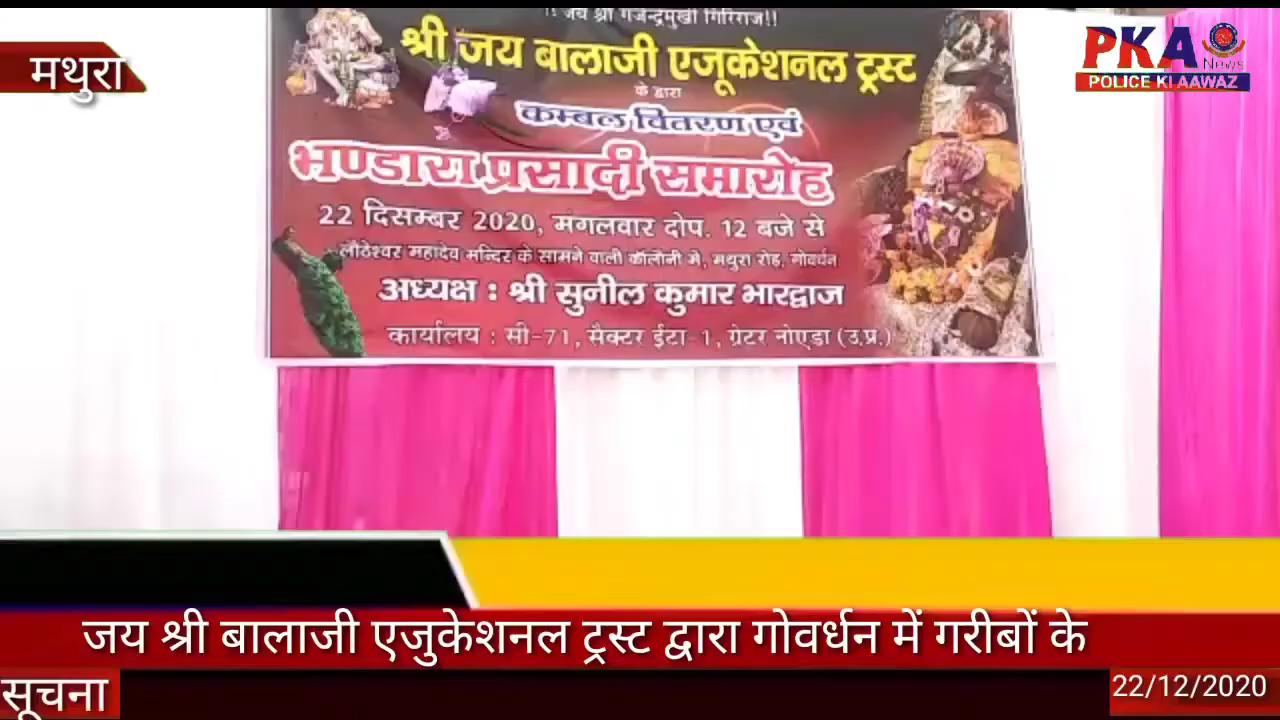 !! जय श्री गजेन्द्रमुखी गिरिराज!!
श्री जय बालाजी एजूकेशनल ट्रस्ट
के द्वारा
कम्बल वितरण एवं
भण्डारा प्रसादी समारोह
22 दिसम्बर 2020, मंगलवार दोप. 12 बजे से
लौठेश्वर महादेव मन्दिर के सामने वाली कौलोनी मे, मथुरा रोड़, गोवर्धन
अध्यक्ष : श्री सुनील कुमार भारद्वाज
कार्यालय : सी-71, सैक्टर ईटा-1, ग्रेटर नोएडा (उ.प्र.)
मथुरा
PKA News
POLICE KI AAWAZ
जय श्री बालाजी एजुकेशनल ट्रस्ट द्वारा गोवर्धन में गरीबों के
सूचना
22/12/2020